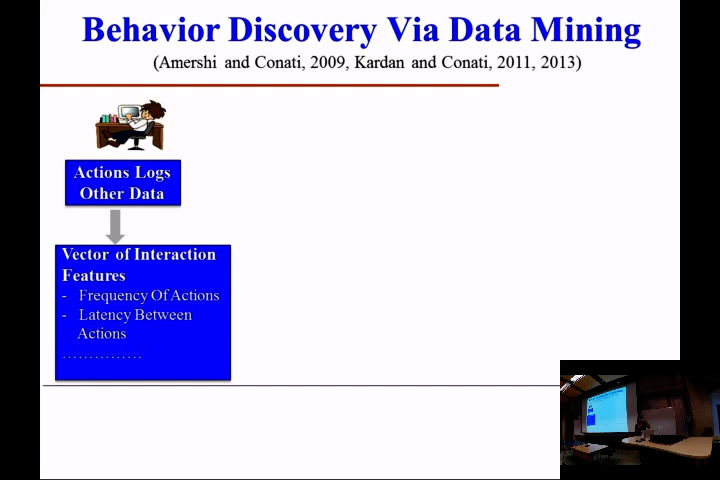 Behavior Discovery Via Data Mining
(Amershi and Conati, 2009, Kardan and Conati, 2011, 2013)
Actions Logs
Other Data
Vector of Interaction
Features
- Frequency Of Actions
- Latency Between
Actions
……………